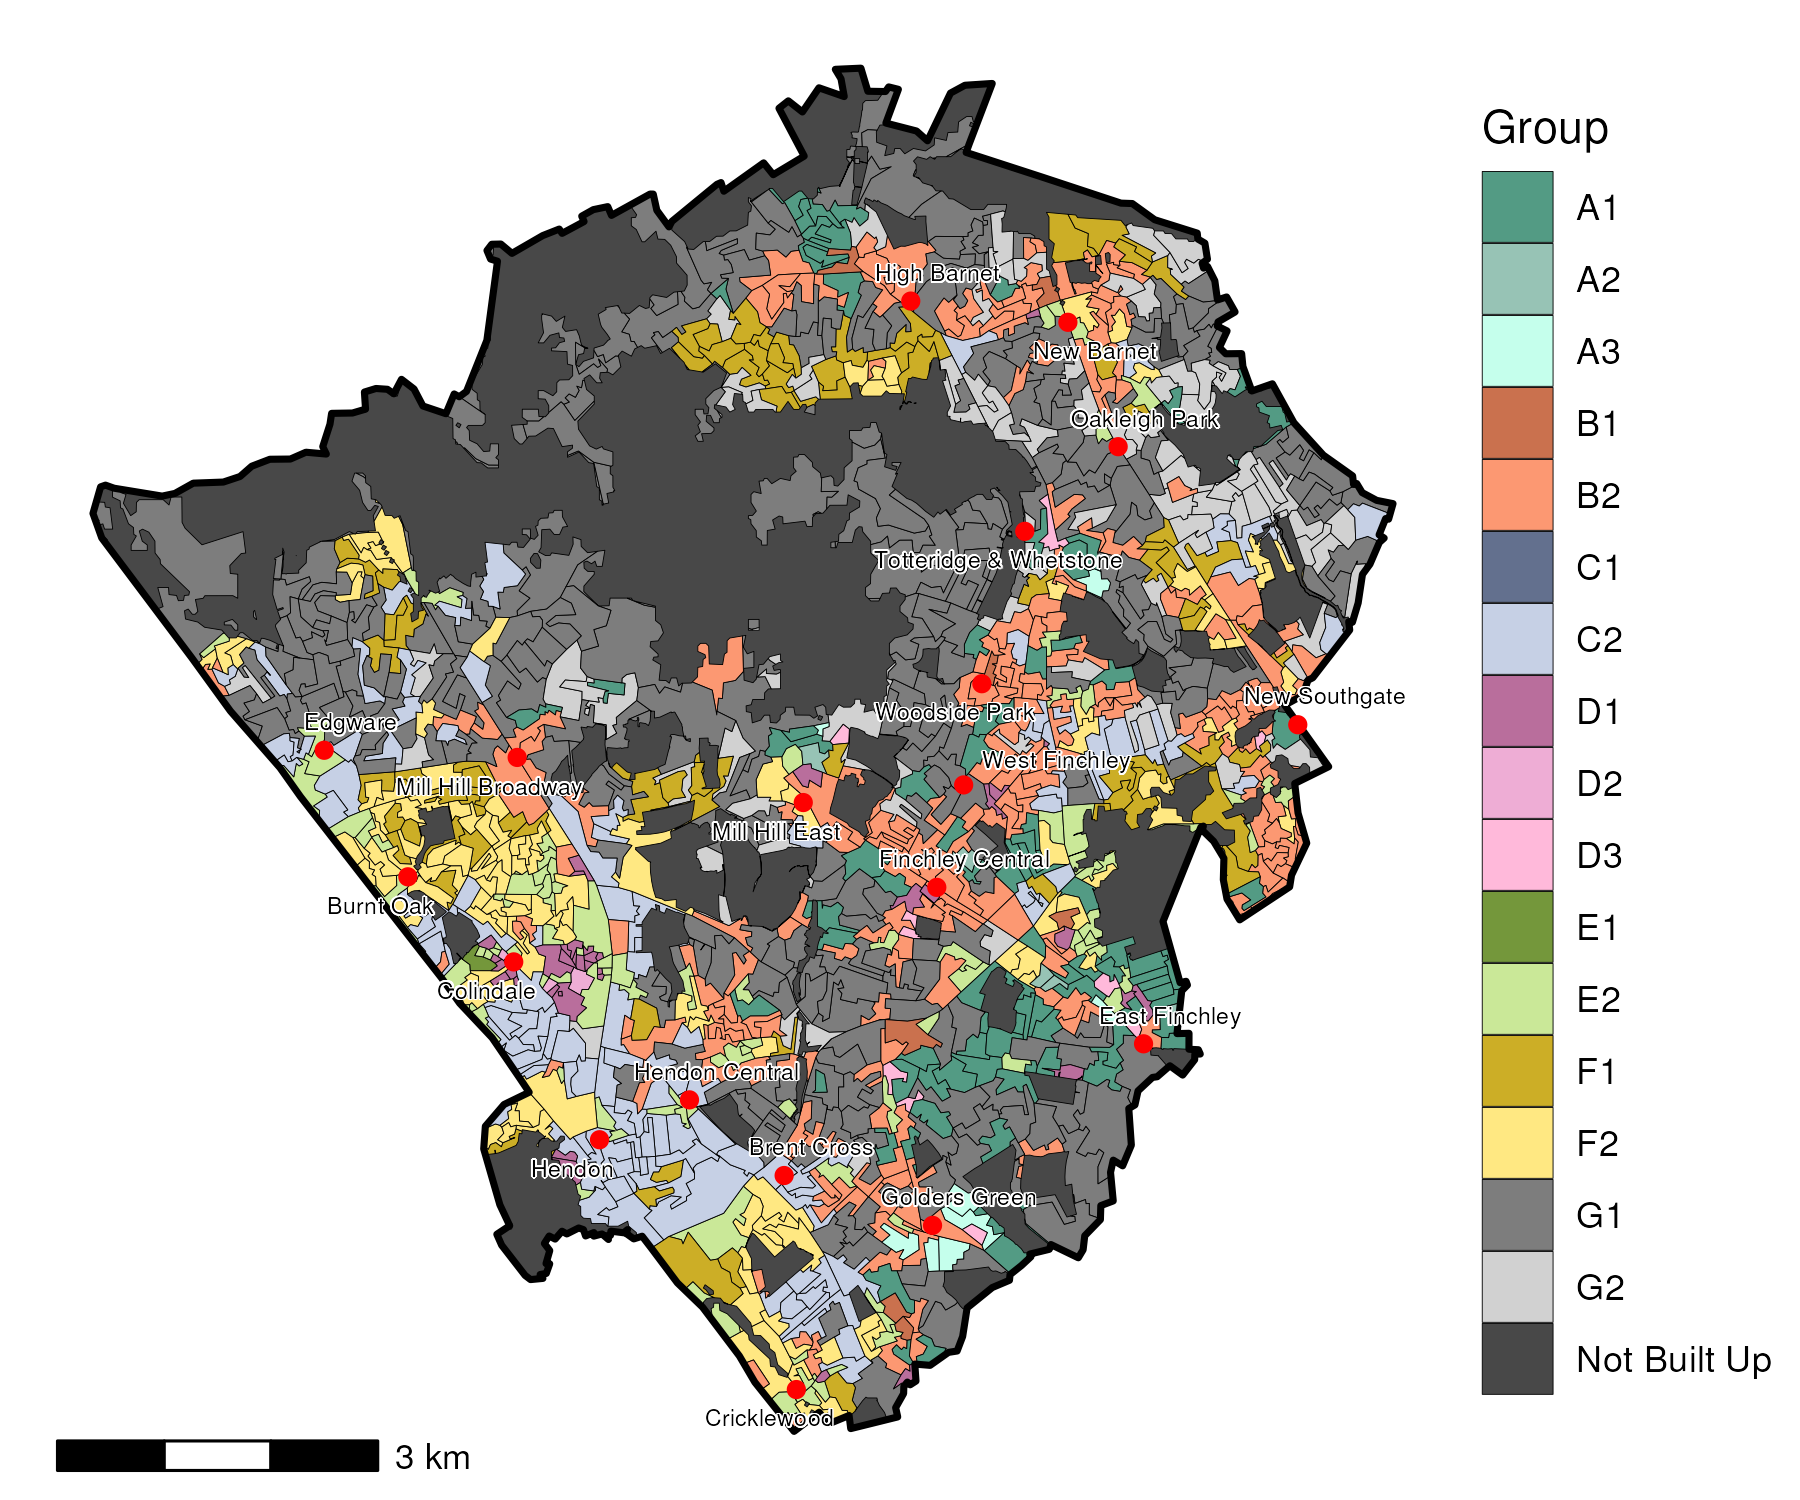 Group
A1
A2
A3
B1
B2
C1
C2
D1
D2
D3
E1
E2
F1
F2
G1
G2
Not Built Up
High Barnet
New Barnet
Oakleigh Park
Totteridge & Whetstone
New Southgate
Woodside Park
Edgware
West Finchley
Mill Hill Broadway
Mill Hill East
Finchley Central
Burnt Oak
Colindale
East Finchley
Hendon Central
Brent Cross
Hendon
Golders Green
Cricklewood
3 km